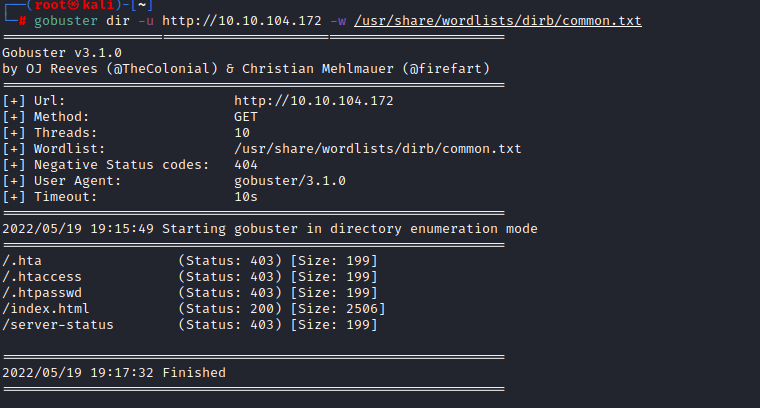 ┌──(root㉿kali)-[~]
└─# gobuster dir -u http://10.10.104.172 -w /usr/share/wordlists/dirb/common.txt
===============================================================
Gobuster v3.1.0
by OJ Reeves (@TheColonial) & Christian Mehlmauer (@firefart)
===============================================================
[+] Url:                     http://10.10.104.172
[+] Method:                  GET
[+] Threads:                 10
[+] Wordlist:                /usr/share/wordlists/dirb/common.txt
[+] Negative Status codes:   404
[+] User Agent:              gobuster/3.1.0
[+] Timeout:                 10s
===============================================================
2022/05/19 19:15:49 Starting gobuster in directory enumeration mode
===============================================================
/.hta                 (Status: 403) [Size: 199]
/.htaccess            (Status: 403) [Size: 199]
/.htpasswd            (Status: 403) [Size: 199]
/index.html           (Status: 200) [Size: 2506]
/server-status        (Status: 403) [Size: 199]
===============================================================
2022/05/19 19:17:32 Finished
===============================================================